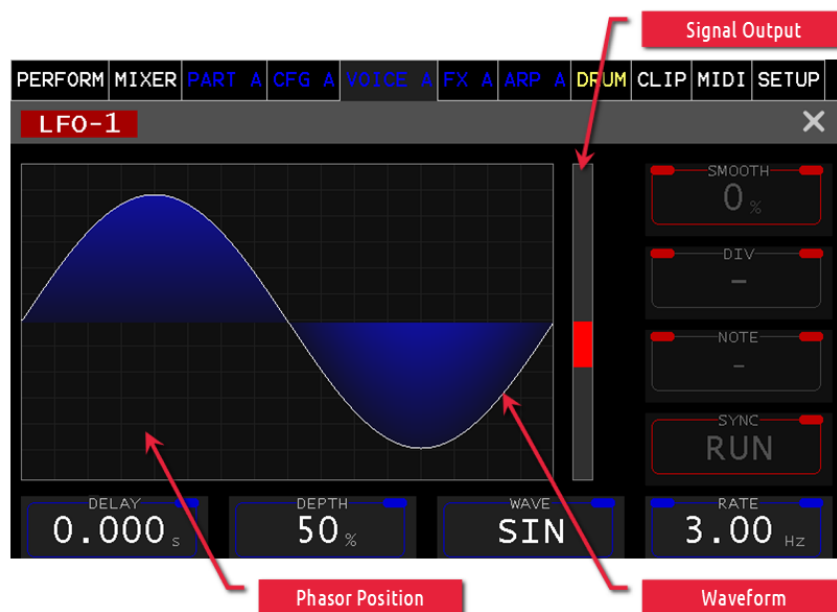 Signal Output
PERFORM MIXER PART A CFG A VOICE A FX A ARP A DRUM CLIP MIDI SETUP
LFO-1 ×
SMOOTH
0 %
DIV
-
NOTE
-
SYNC
RUN
DELAY DEPTH WAVE RATE
0.000 s 50 % SIN 3.00 Hz
Phasor Position Waveform